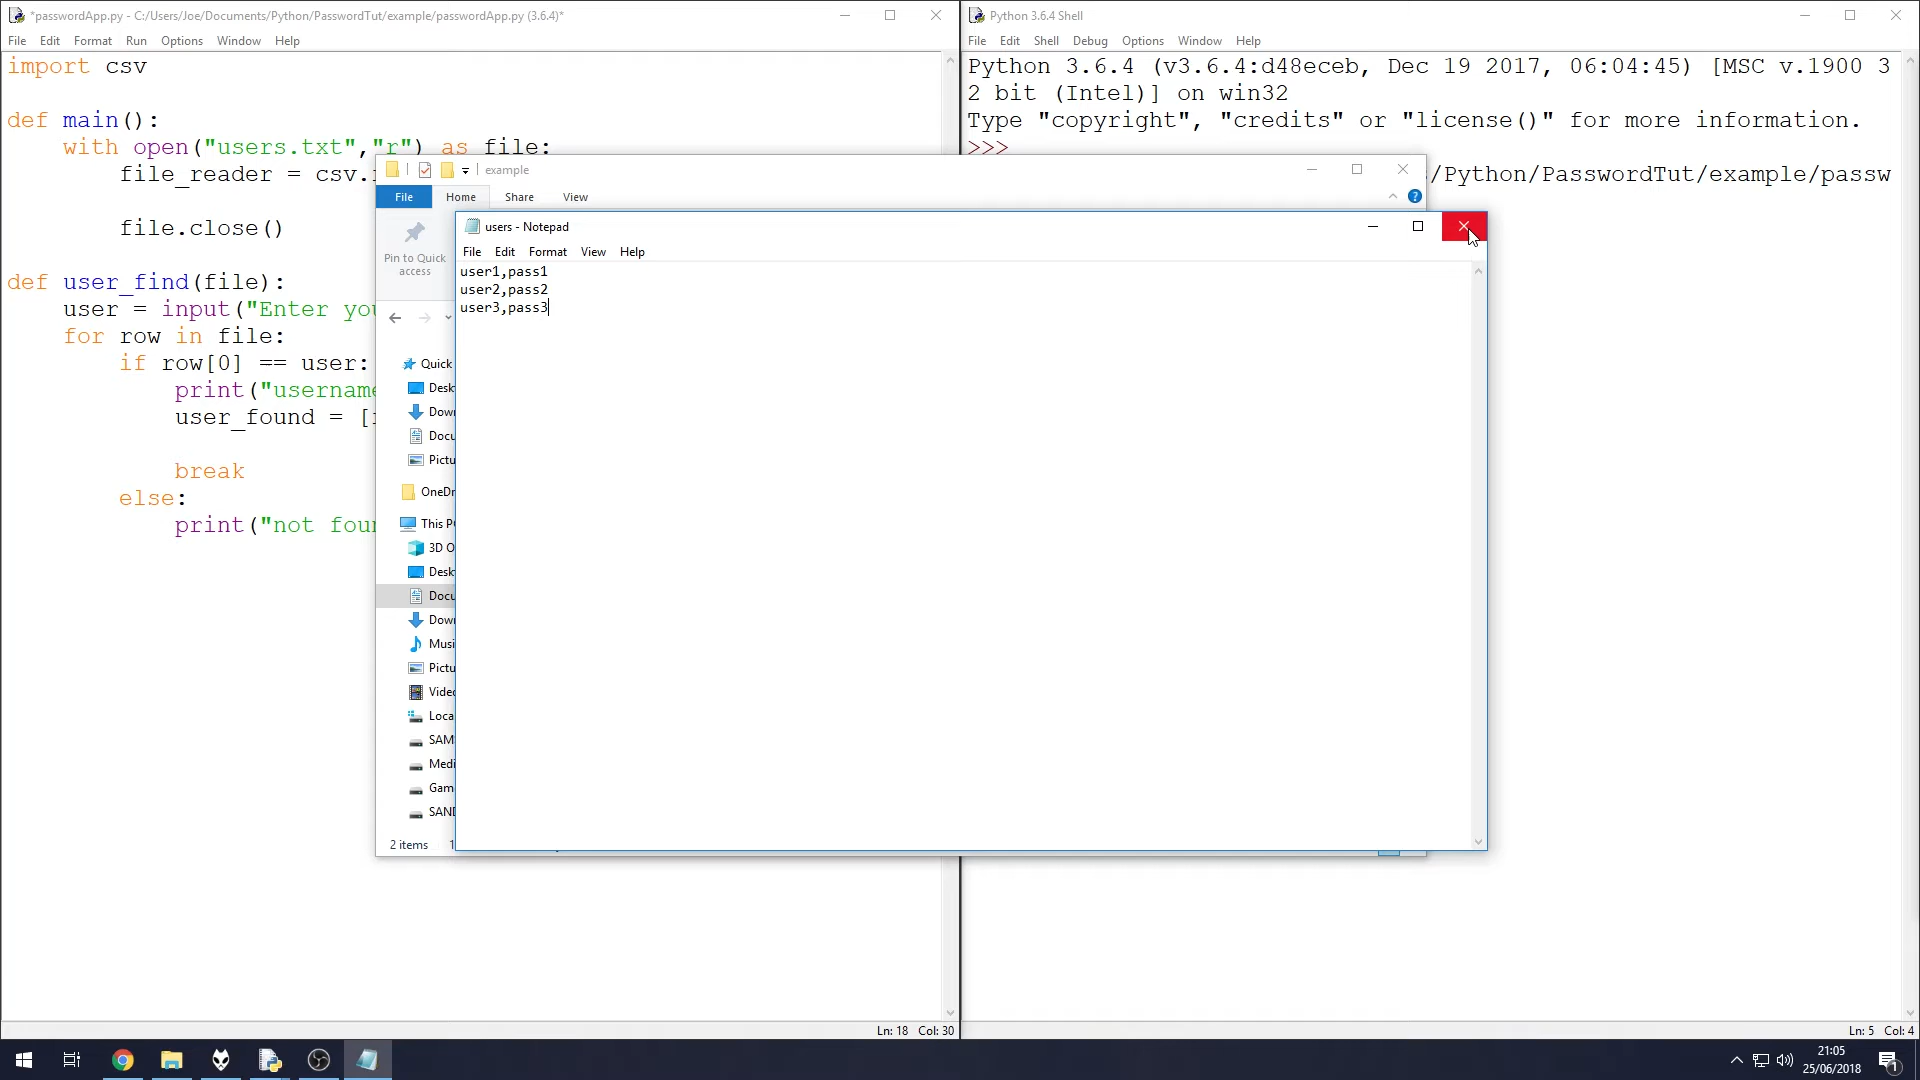 *passwordApp.py - C:/Users/Joe/Documents/Python/PasswordTut/example/passwordApp.py (3.6.4)*
File Edit Format Run Options Window Help
import csv
def main():
with open("users.txt","r") as file:
file_reader = csv.
file.close()
def user_find(file):
user = input("Enter
for row in file:
if row[0] == user:
print("username
user_found = [
break
else:
print("not
Ln: 18 Col: 30
Python 3.6.4 Shell
File Edit Shell Debug Options Window Help
Python 3.6.4 (v3.6.4:d48eceb, Dec 19 2017, 06:04:45) [MSC v.1900 3
2 bit (Intel)] on win32
Type "copyright", "credits" or "license()" for more information.
>>>
/Python/PasswordTut/example/passw
Ln: 5 Col: 4
example
File Home Share View
Pin to Quick
access
Quick
Desk
Down
Docu
Pictu
OneDr
This P
3D O
Desk
Docu
Down
Musi
Pictu
Video
Loca
SAM
Medi
Gam
SAND
2 items
users - Notepad
File Edit Format View Help
user1,pass1
user2,pass2
user3,pass3
21:05
25/06/2018
1